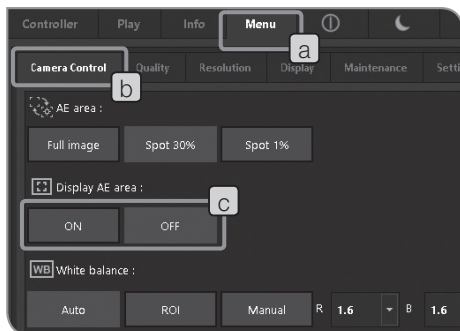 Controller Play Info Menu
a
Camera Control Quality Resolution Display Maintenance Setti
b
AE area :
Full image Spot 30% Spot 1%
Display AE area :
c
ON OFF
WB White balance :
Auto ROI Manual R 1.6 B 1.6